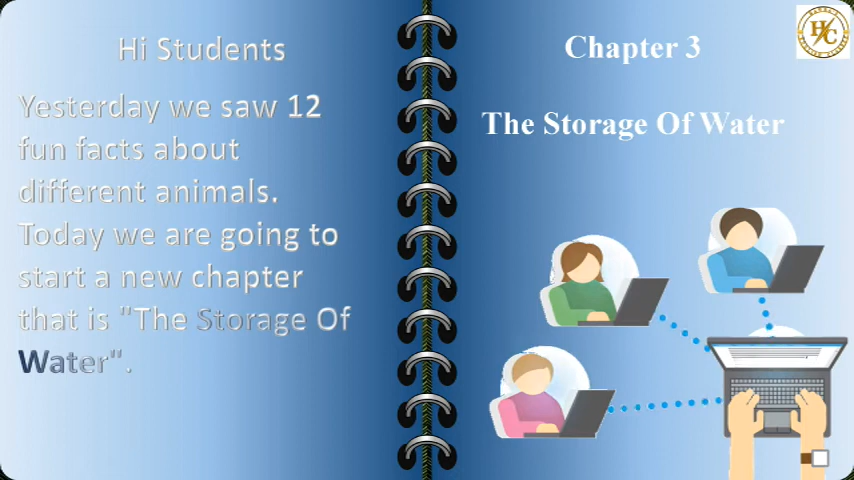 Hi Students
Yesterday we saw 12
fun facts about
different animals.
Today we are going to
start a new chapter
that is "The Storage Of
Water".
Chapter 3
The Storage Of Water
H/C